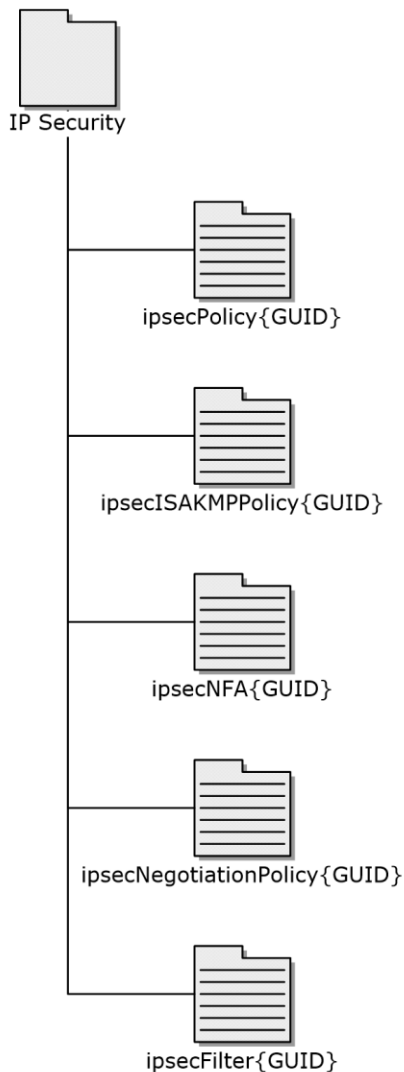 IP Security
ipsecPolicy{GUID}
ipsecISAKMPPolicy{GUID}
ipsecNFA{GUID}
ipsecNegotiationPolicy{GUID}
ipsecFilter{GUID}